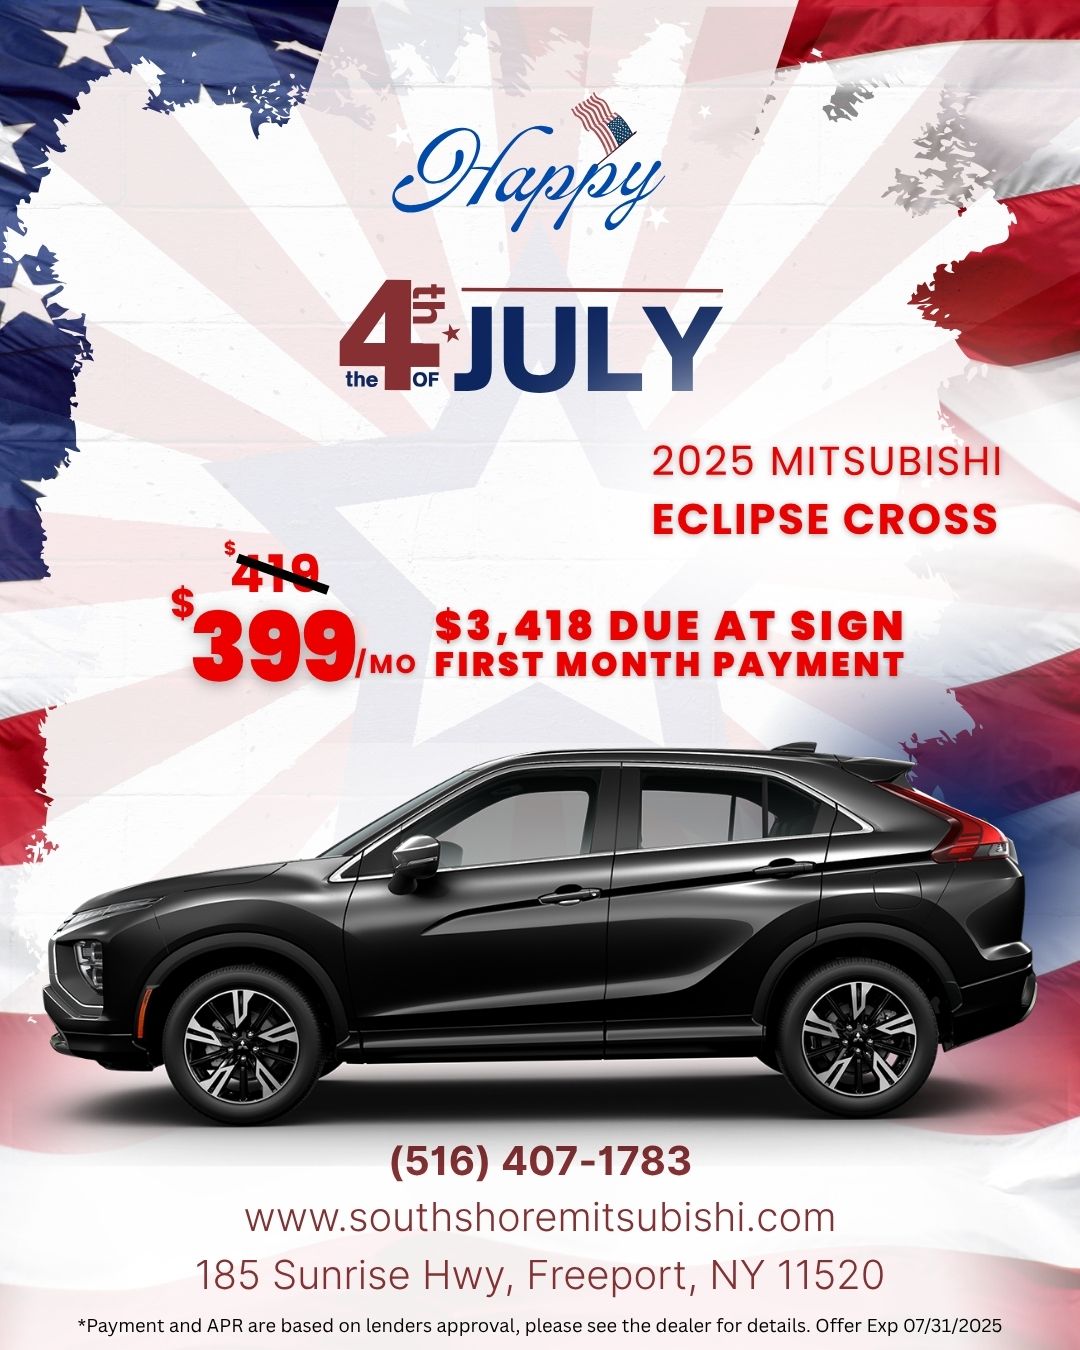 Happy
4th
the OF JULY
2025 MITSUBISHI
ECLIPSE CROSS
$419
$399/MO
$3,418 DUE AT SIGN
FIRST MONTH PAYMENT
(516) 407-1783
www.southshoremitsubishi.com
185 Sunrise Hwy, Freeport, NY 11520
*Payment and APR are based on lenders approval, please see the dealer for details. Offer Exp 07/31/2025